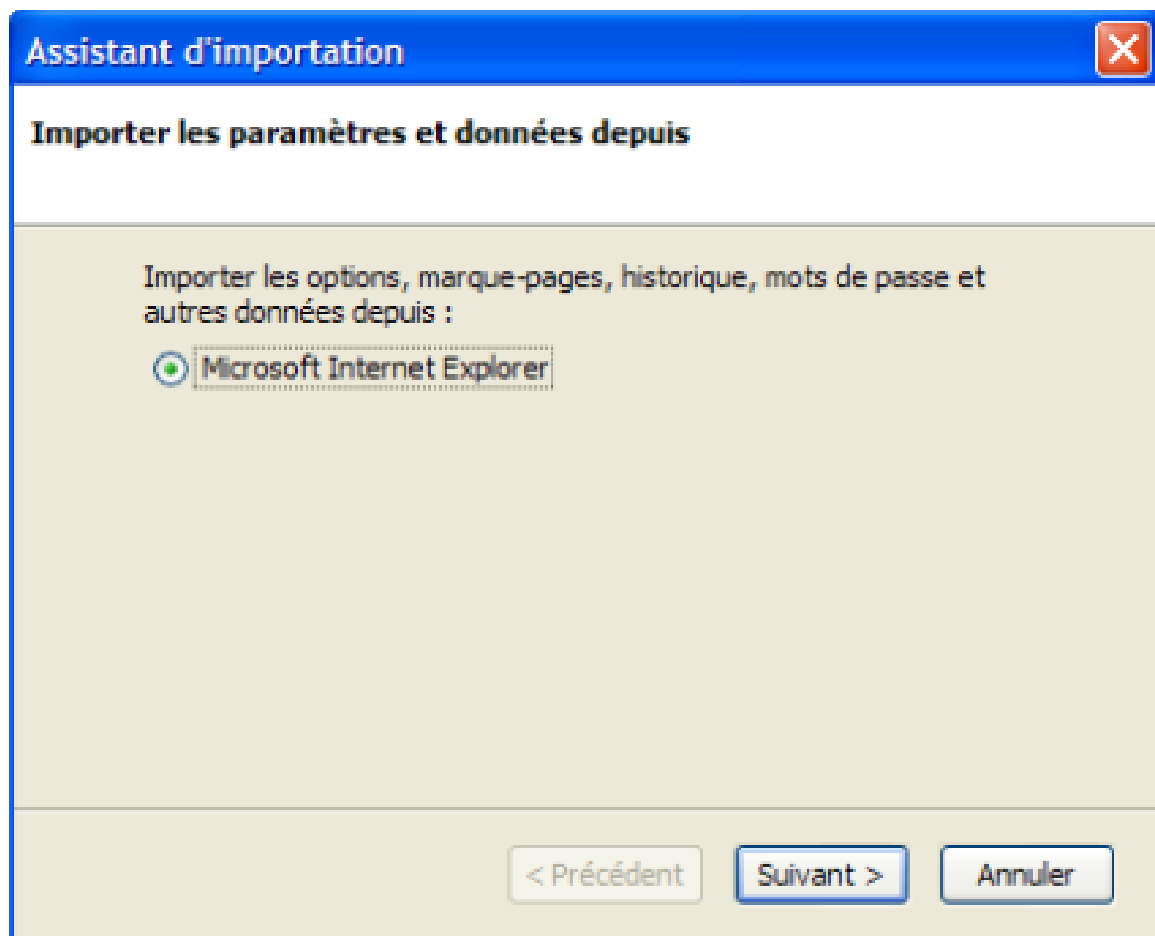 Assistant d'importation
Importer les paramètres et données depuis
Importer les options, marque-pages, historique, mots de passe et
autres données depuis :
Microsoft Internet Explorer
< Précédent Suivant > Annuler